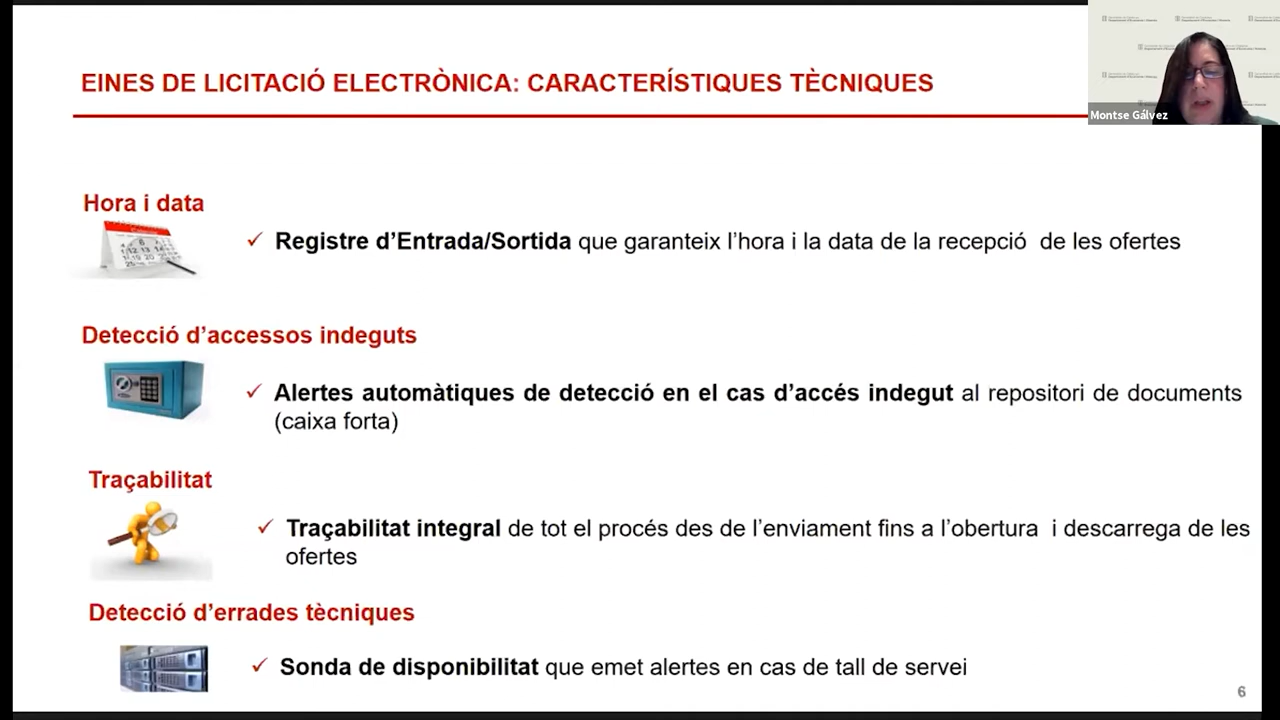 EINES DE LICITACIÓ ELECTRÒNICA: CARACTERÍSTIQUES TÈCNIQUES
Montse Gálvez
Hora i data
✓ Registre d’Entrada/Sortida que garanteix l’hora i la data de la recepció de les ofertes
Detecció d’accessos indeguts
✓ Alertes automàtiques de detecció en el cas d’accés indegut al repositori de documents
(caixa forta)
Traçabilitat
✓ Traçabilitat integral de tot el procés des de l’enviament fins a l’obertura i descarrega de les
ofertes
Detecció d’errades tècniques
✓ Sonda de disponibilitat que emet alertes en cas de tall de servei
6